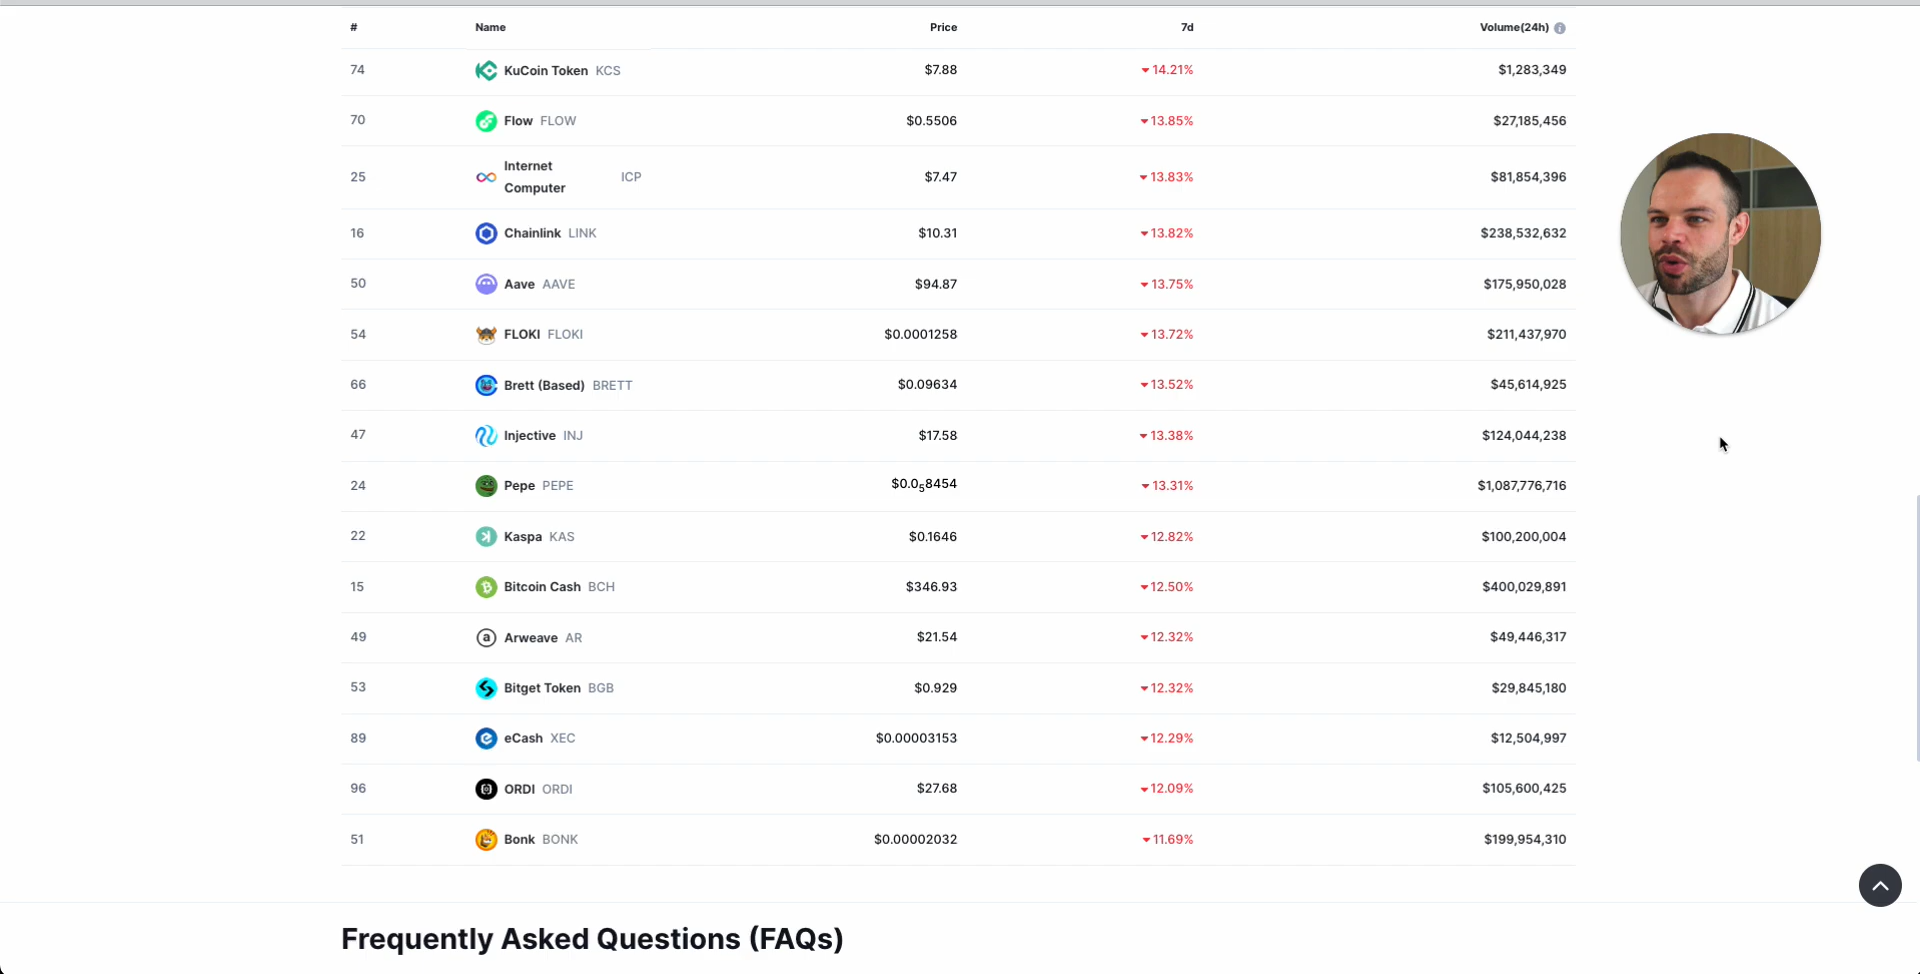 # Name Price 7d Volume(24h)
74 KuCoin Token KCS $7.88 14.21% $1,283,349
70 Flow FLOW $0.5506 13.85% $27,185,456
25 Internet Computer ICP $7.47 13.83% $81,854,396
16 Chainlink LINK $10.31 13.82% $238,532,632
50 Aave AAVE $94.87 13.75% $175,950,028
54 FLOKI FLOKI $0.0001258 13.72% $211,437,970
66 Brett (Based) BRETT $0.09634 13.52% $45,614,925
47 Injective INJ $17.58 13.38% $124,044,238
24 Pepe PEPE $0.0₅8454 13.31% $1,087,776,716
22 Kaspa KAS $0.1646 12.82% $100,200,004
15 Bitcoin Cash BCH $346.93 12.50% $400,029,891
49 Arweave AR $21.54 12.32% $49,446,317
53 Bitget Token BGB $0.929 12.32% $29,845,180
89 eCash XEC $0.00003153 12.29% $12,504,997
96 ORDI ORDI $27.68 12.09% $105,600,425
51 Bonk BONK $0.00002032 11.69% $199,954,310
Frequently Asked Questions (FAQs)